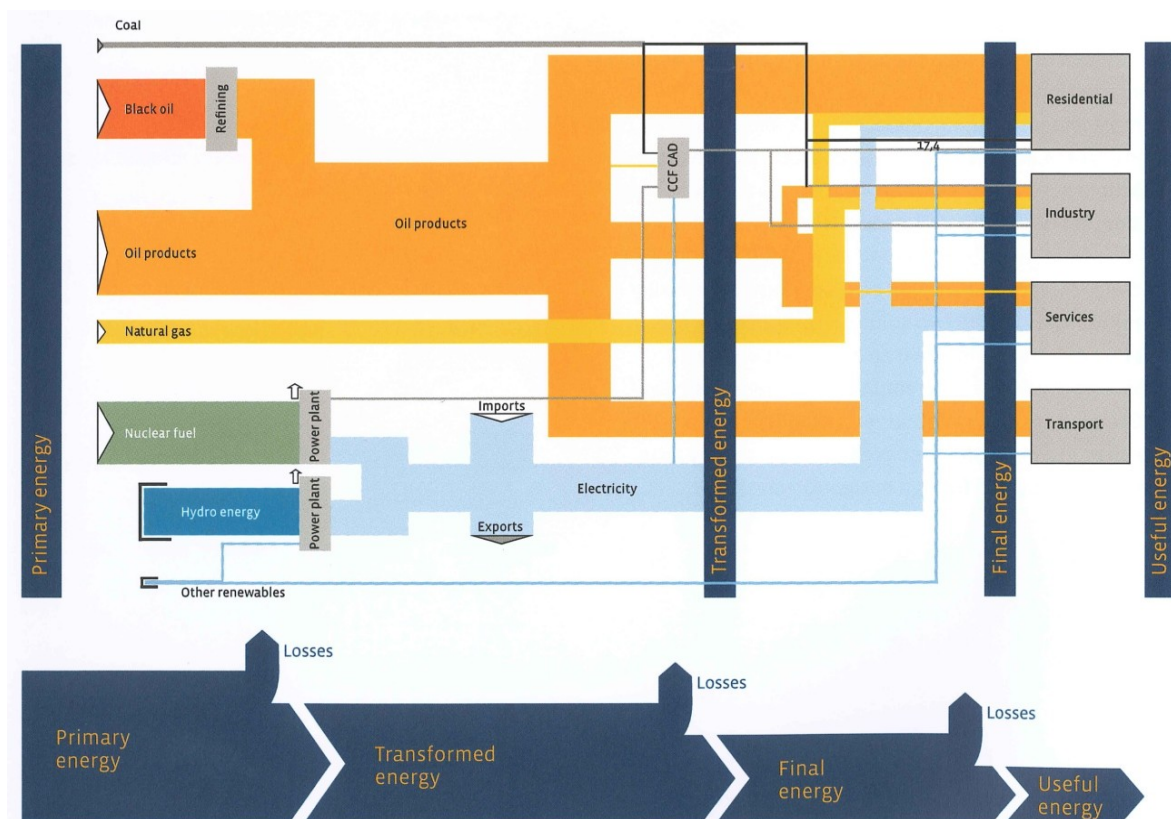 Coal
Black oil
Refining
Oil products
Oil products
Natural gas
Nuclear fuel
Power plant
Hydro energy
Power plant
Other renewables
Imports
Exports
Electricity
CCF CAD
17,4
Residential
Industry
Services
Transport
Primary energy
Transformed energy
Final energy
Useful energy
Losses
Losses
Losses
Primary
energy
Transformed
energy
Final
energy
Useful
energy